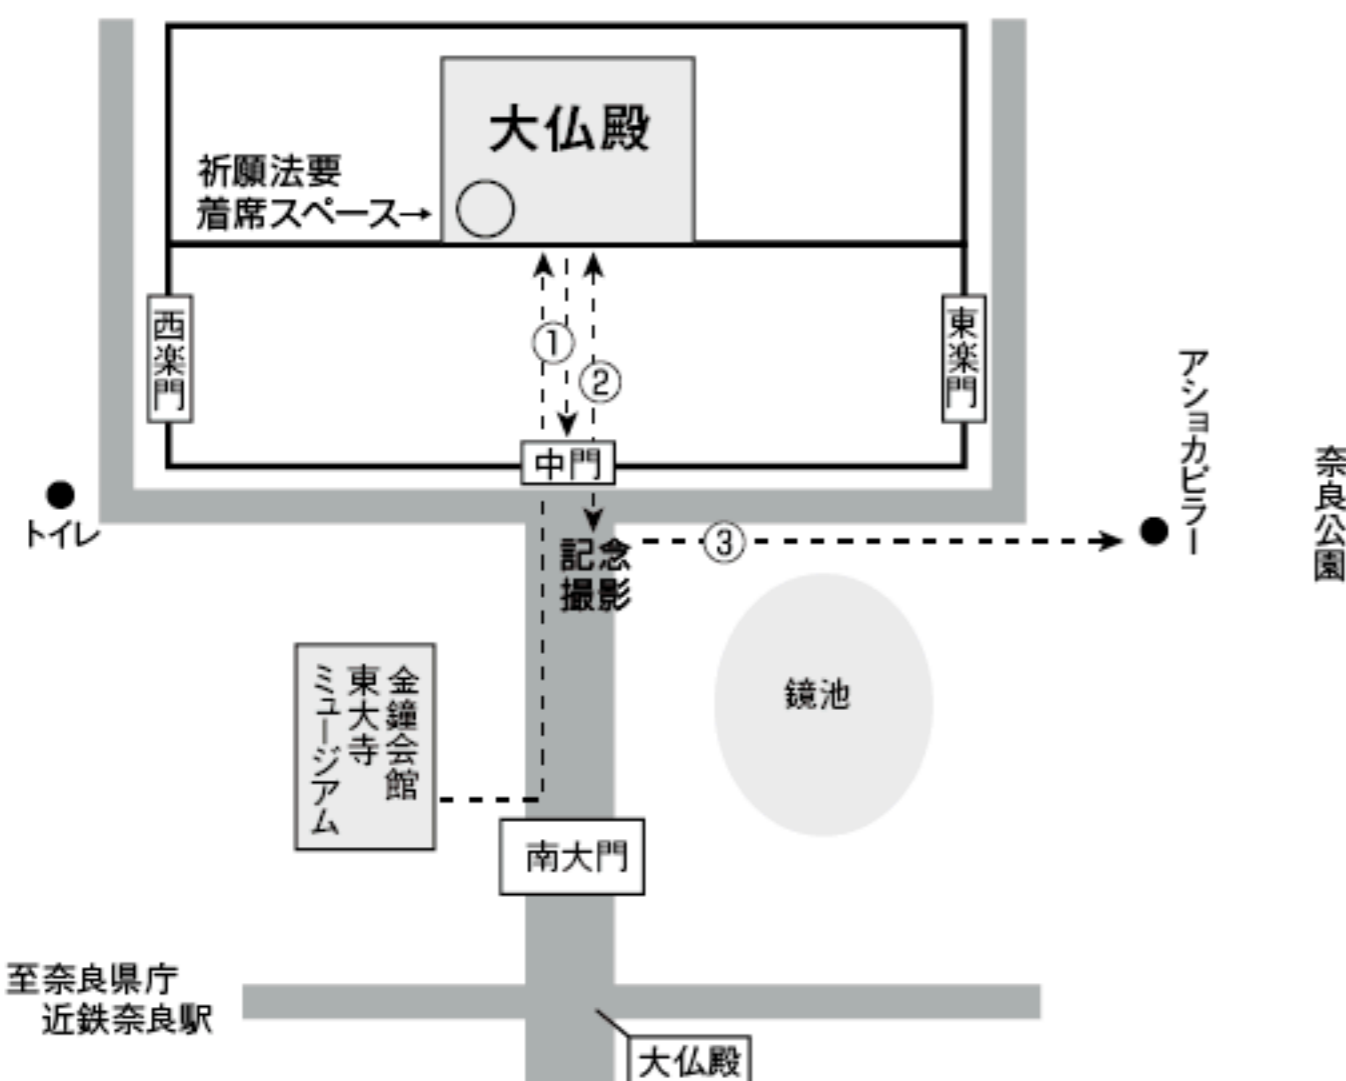 大仏殿
祈願法要
着席スペース→
西楽門
東楽門
①
②
中門
トイレ
アショカピラー
奈良公園
記念
撮影
③
金鐘会館
東大寺
ミュージアム
鏡池
南大門
至奈良県庁
近鉄奈良駅
大仏殿